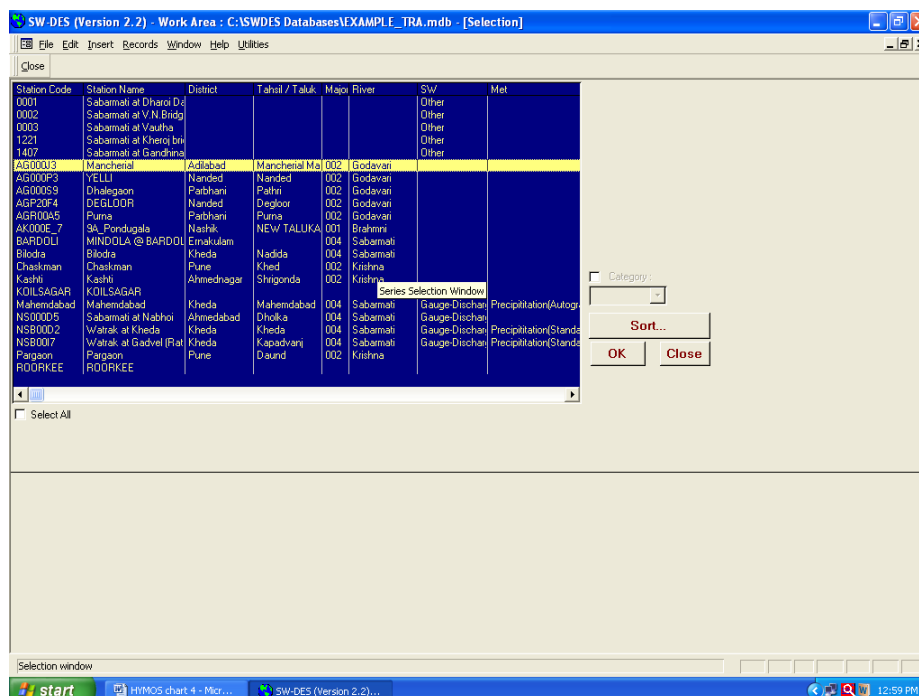 SW-DES (Version 2.2) - Work Area : C:\SWDES Databases\EXAMPLE_TRA.mdb - [Selection]
File Edit Insert Records Window Help Utilities
Close
Station Code Station Name District Tahsil / Taluk Major River SW Met
0001 Sabarmati at Dharoi Da Other
0002 Sabarmati at V.N.Bridg Other
0003 Sabarmati at Vautha Other
1221 Sabarmati at Kheroj bri Other
1407 Sabarmati at Gandhina Other
AG000J3 Mancherial Adilabad Mancherial Ma 002 Godavari
AG000P3 YELLI Nanded Nanded 002 Godavari
AG000S9 Dhalegaon Parbhani Pathri 002 Godavari
AGP20F4 DEGLOOR Nanded Degloor 002 Godavari
AGR00A5 Purna Parbhani Purna 002 Godavari
AK000E_7 9A_Pondugala Nashik NEW TALUKA 001 Brahmni
BARDOLI MINDOLA @ BARDOL Ernakulam 004 Sabarmati
Bilodra Bilodra Kheda Nadida 004 Sabarmati
Chaskman Chaskman Pune Khed 002 Krishna
Kashti Kashti Ahmednagar Shrigonda 002 Krishna
KOILSAGAR KOILSAGAR
Series Selection Window
Mahemdabad Mahemdabad Kheda Mahemdabad 004 Sabarmati Gauge-Dischar Precipititation(Autogr
NS000D5 Sabarmati at Nabhoi Ahmedabad Dholka 004 Sabarmati Gauge-Dischar
NSB00D2 Watrak at Kheda Kheda Kheda 004 Sabarmati Gauge-Dischar Precipititation(Standa
NSB00I7 Watrak at Gadvel (Rat Kheda Kapadvanj 004 Sabarmati Gauge-Dischar Precipititation(Standa
Pargaon Pargaon Pune Daund 002 Krishna
ROORKEE ROORKEE
Category :
Sort...
OK Close
Select All
Selection window
start HYMOS chart 4 - Micr... SW-DES (Version 2.2)... 12:59 PM